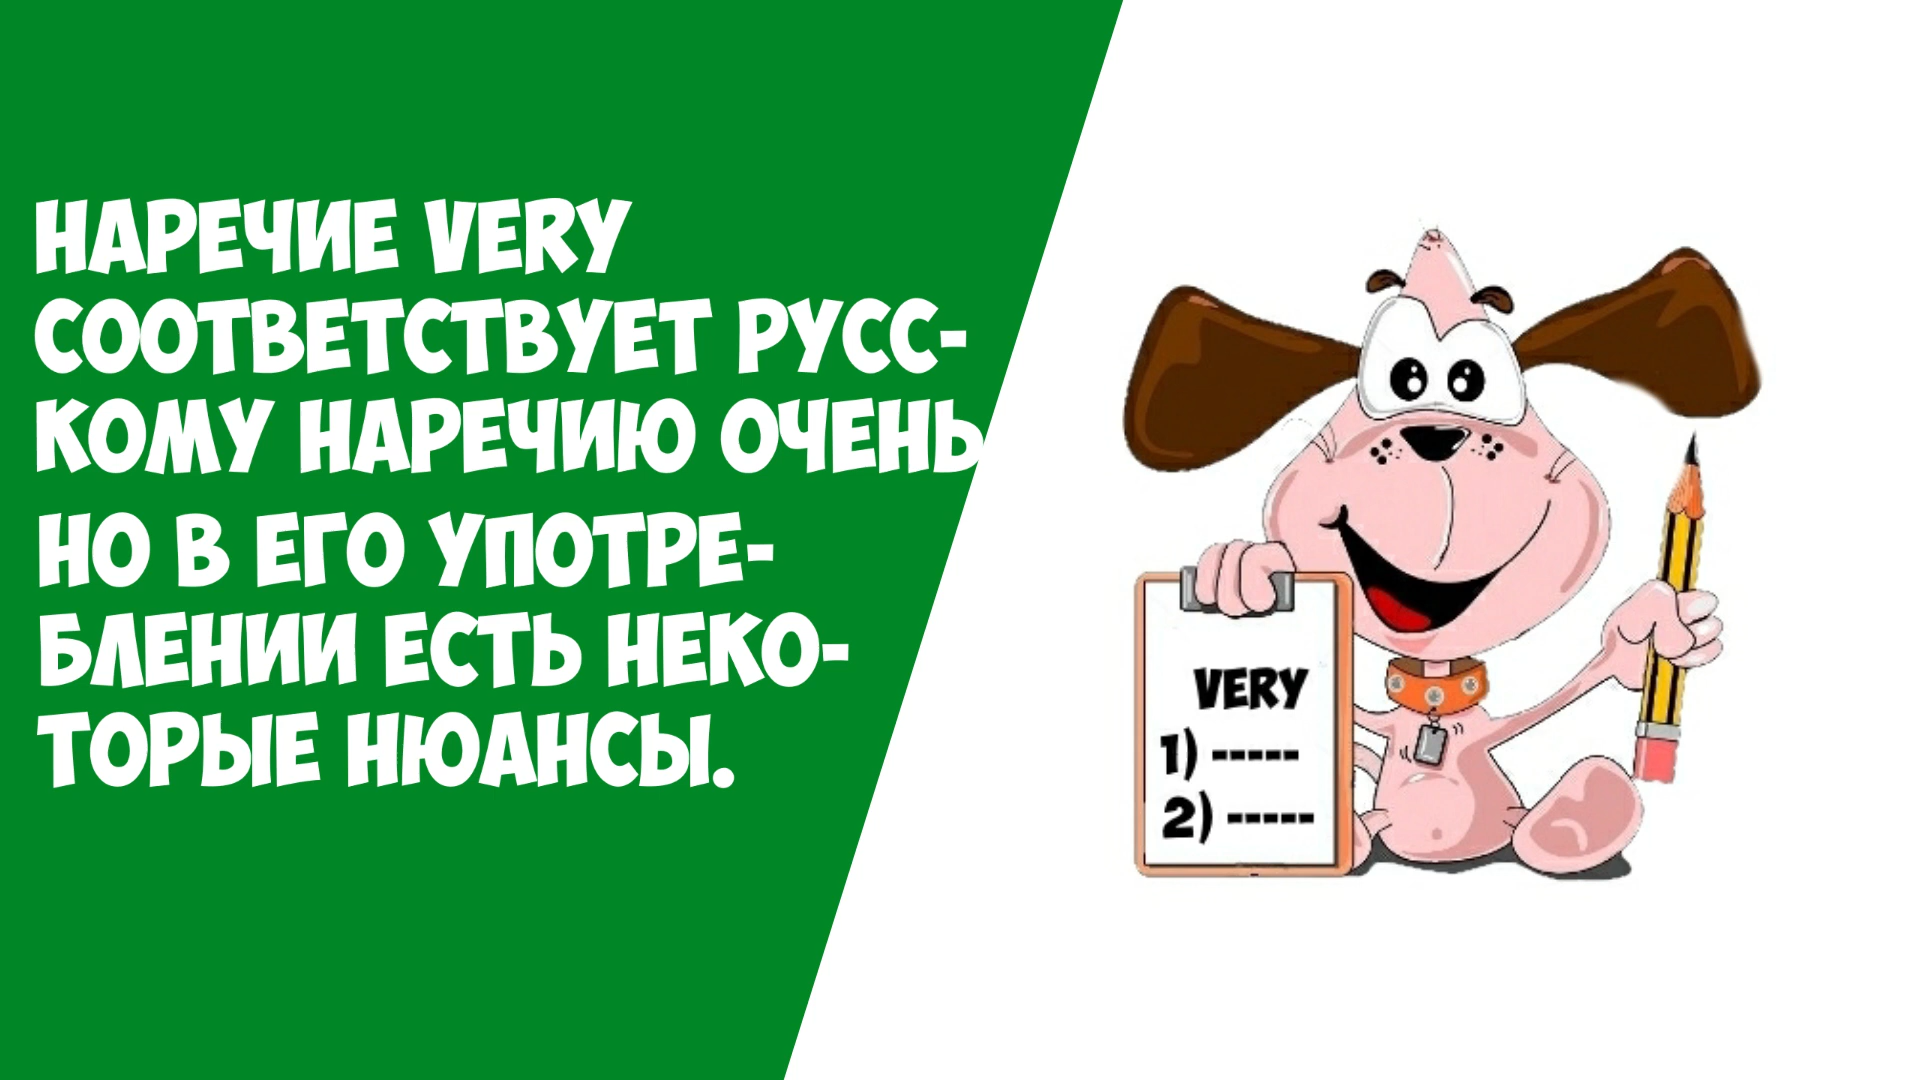 НАРЕЧИЕ VERY
СООТВЕТСТВУЕТ РУСС-
КОМУ НАРЕЧИЮ ОЧЕНЬ
НО В ЕГО УПОТРЕ-
БЛЕНИИ ЕСТЬ НЕКО-
ТОРЫЕ НЮАНСЫ.
VERY
1) -----
2) -----